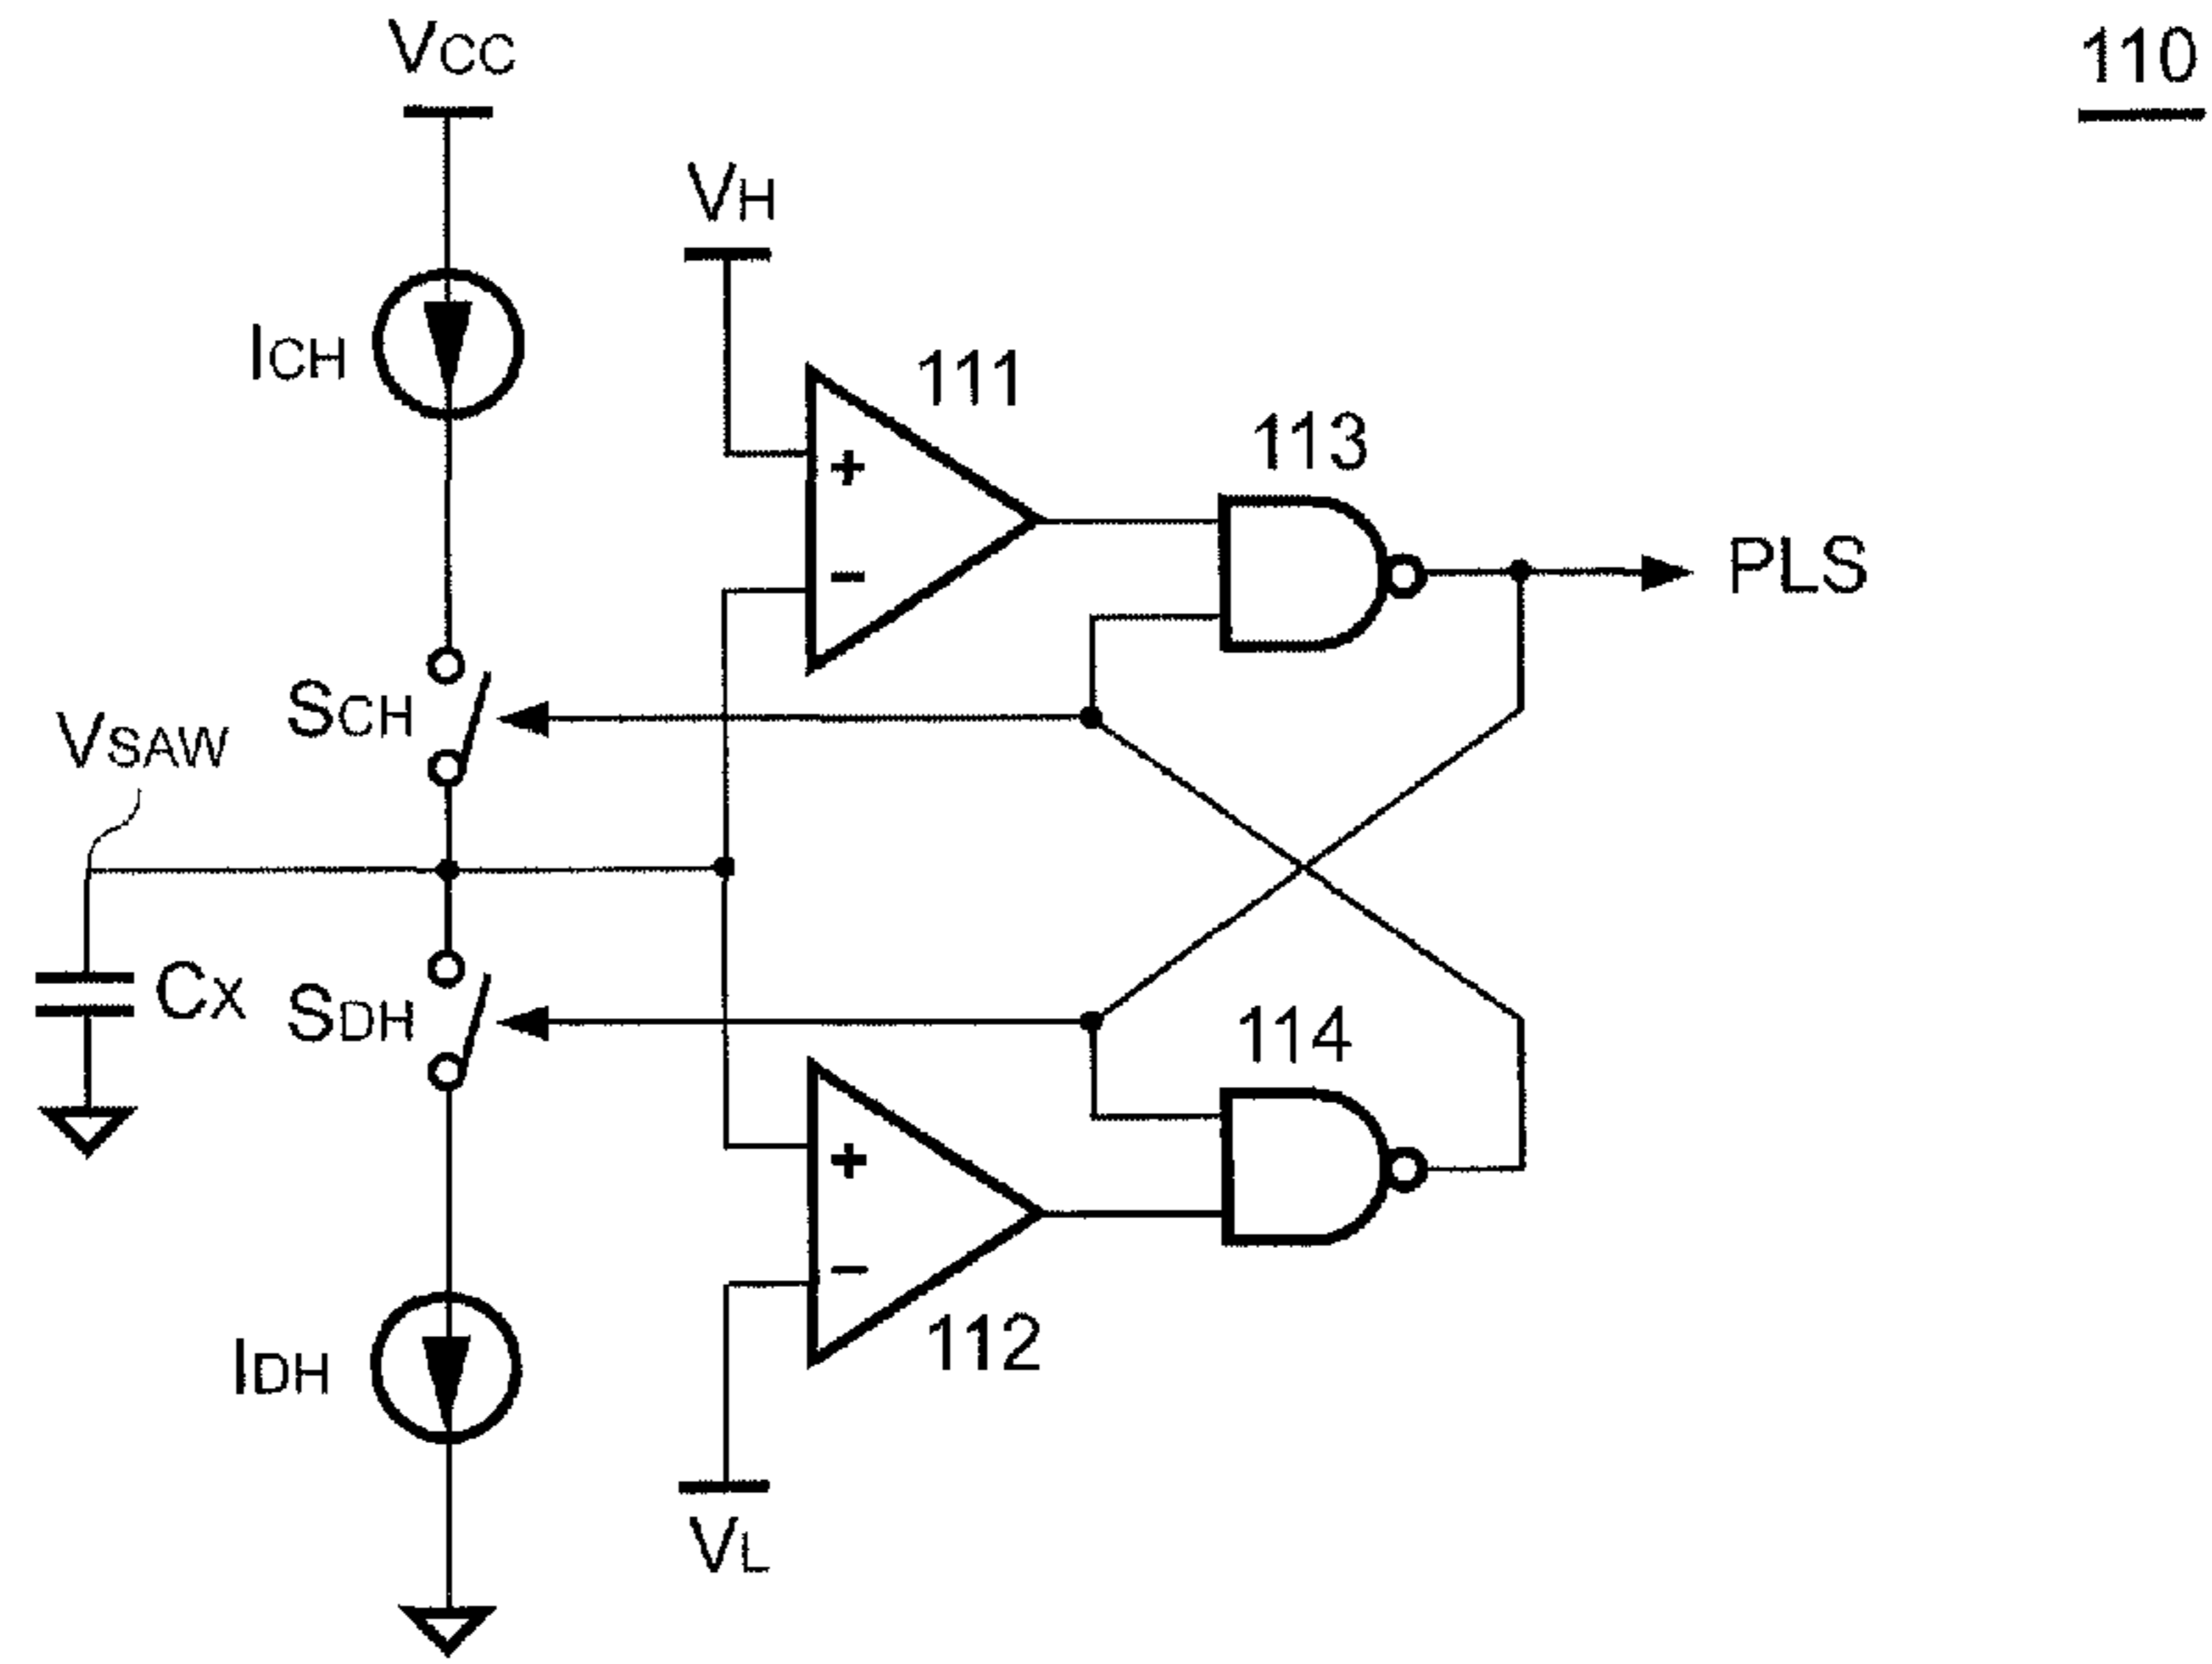 VCC
110
VH
ICH
111
113
PLS
SCH
VSAW
CX
SDH
114
+
−
+
−
112
IDH
VL